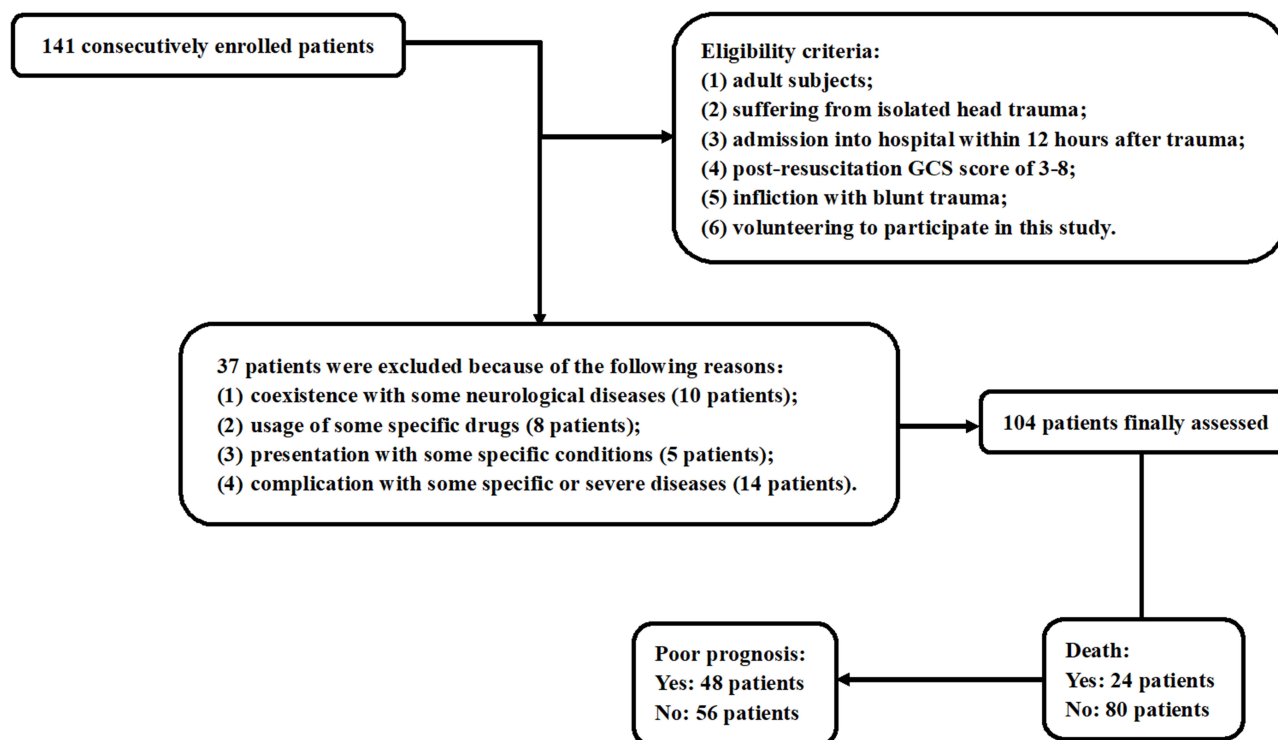 141 consecutively enrolled patients
Eligibility criteria:
(1) adult subjects;
(2) suffering from isolated head trauma;
(3) admission into hospital within 12 hours after trauma;
(4) post-resuscitation GCS score of 3-8;
(5) infliction with blunt trauma;
(6) volunteering to participate in this study.
37 patients were excluded because of the following reasons:
(1) coexistence with some neurological diseases (10 patients);
(2) usage of some specific drugs (8 patients);
(3) presentation with some specific conditions (5 patients);
(4) complication with some specific or severe diseases (14 patients).
104 patients finally assessed
Death:
Yes: 24 patients
No: 80 patients
Poor prognosis:
Yes: 48 patients
No: 56 patients